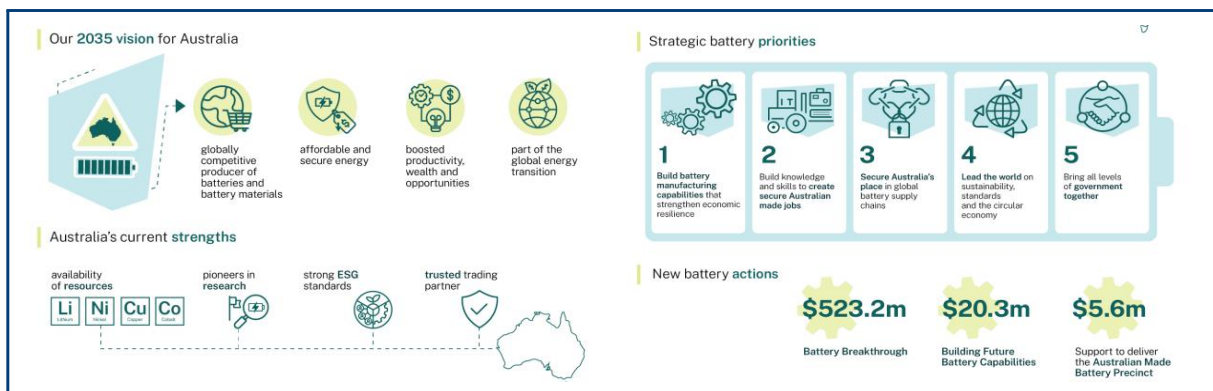 Our 2035 vision for Australia
globally
competitive
producer of
batteries and
battery materials
affordable and
secure energy
boosted
productivity,
wealth and
opportunities
part of the
global energy
transition
Australia's current strengths
availability
of resources
Li
Lithium
Ni
Nickel
Cu
Copper
Co
Cobalt
pioneers in
research
strong ESG
standards
trusted trading
partner
Strategic battery priorities
1
Build battery
manufacturing
capabilities that
strengthen economic
resilience
IT
2
Build knowledge
and skills to create
secure Australian
made jobs
3
Secure Australia's
place in global
battery supply
chains
4
Lead the world on
sustainability,
standards
and the circular
economy
5
Bring all levels
of government
together
New battery actions
$523.2m
Battery Breakthrough
$20.3m
Building Future
Battery Capabilities
$5.6m
Support to deliver
the Australian Made
Battery Precinct